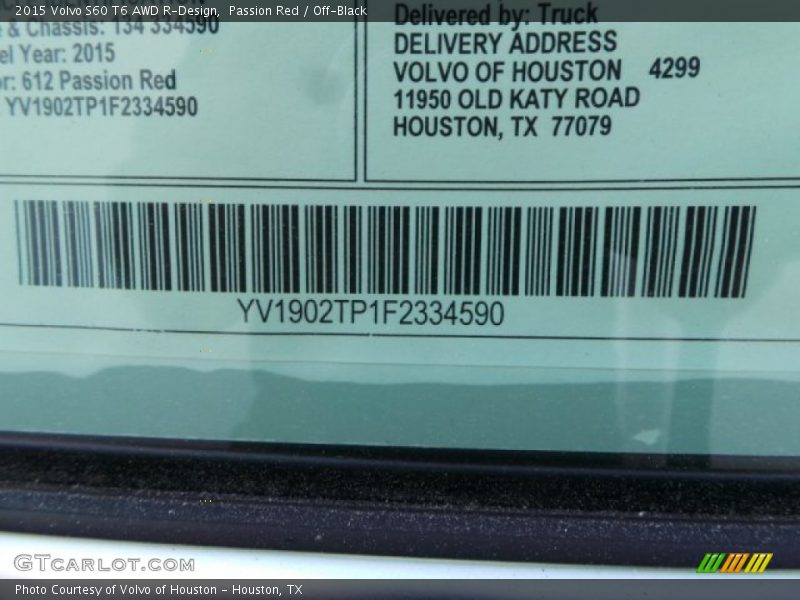 2015 Volvo S60 T6 AWD R-Design, Passion Red / Off-Black
& Chassis: 134 334590
Year: 2015
612 Passion Red
YV1902TP1F2334590
Delivered by: Truck
DELIVERY ADDRESS
VOLVO OF HOUSTON 4299
11950 OLD KATY ROAD
HOUSTON, TX 77079
YV1902TP1F2334590
GTCARLOT.COM
Photo Courtesy of Volvo of Houston - Houston, TX